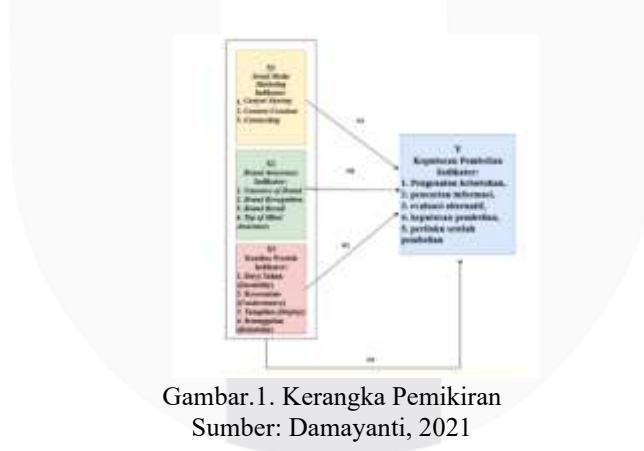 X1
Social Media
Marketing
Indikator:
1. Content Sharing
2. Content Creation
3. Connecting
X2
Brand Awareness
Indikator:
1. Unaware of Brand
2. Brand Recognition
3. Brand Recall
4. Top of Mind
Awareness
X3
Kualitas Produk
Indikator:
1. Daya Tahan
(Durability)
2. Kesesuaian
(Conformance)
3. Tampilan (Display)
4.
Y
Keputusan Pembelian
Indikator:
1. Pengenalan kebutuhan,
2. pencarian informasi,
3. evaluasi alternatif,
4. keputusan pembelian,
5. perilaku setelah
pembelian
Gambar.1. Kerangka Pemikiran
Sumber: Damayanti, 2021